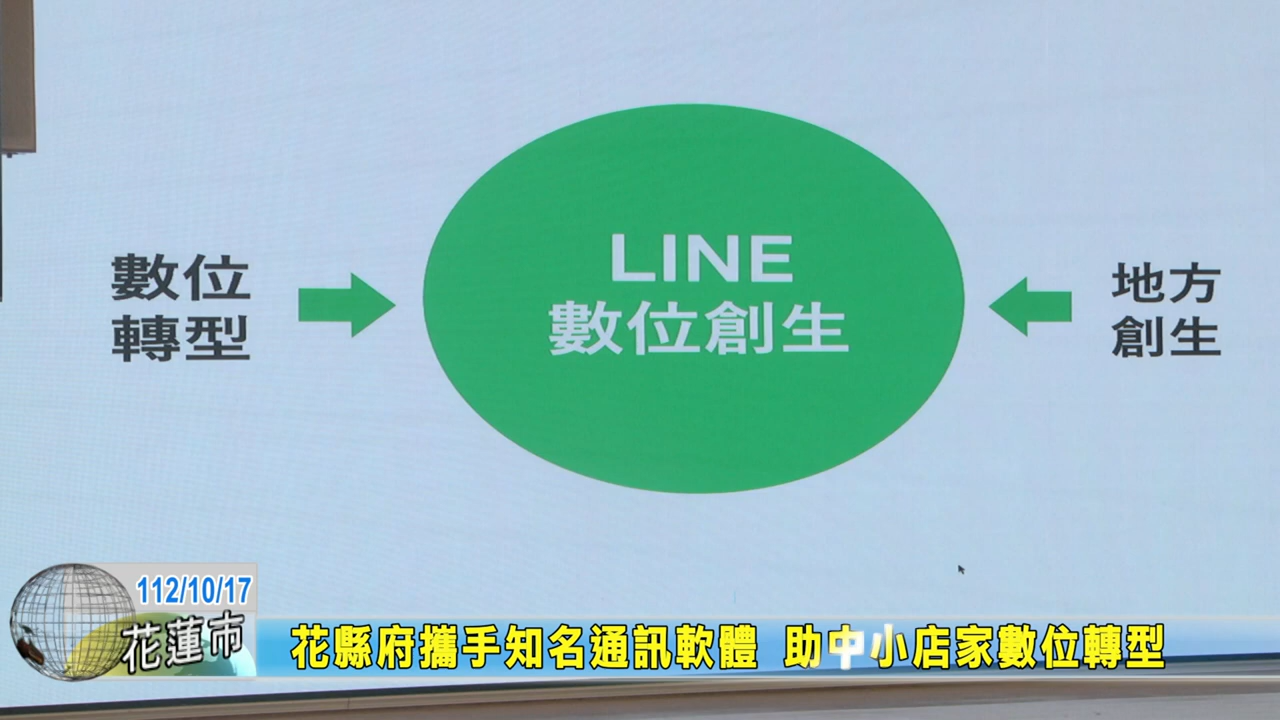 數位
轉型
LINE
數位創生
地方
創生
112/10/17
花蓮市
花縣府攜手知名通訊軟體 助中小店家數位轉型